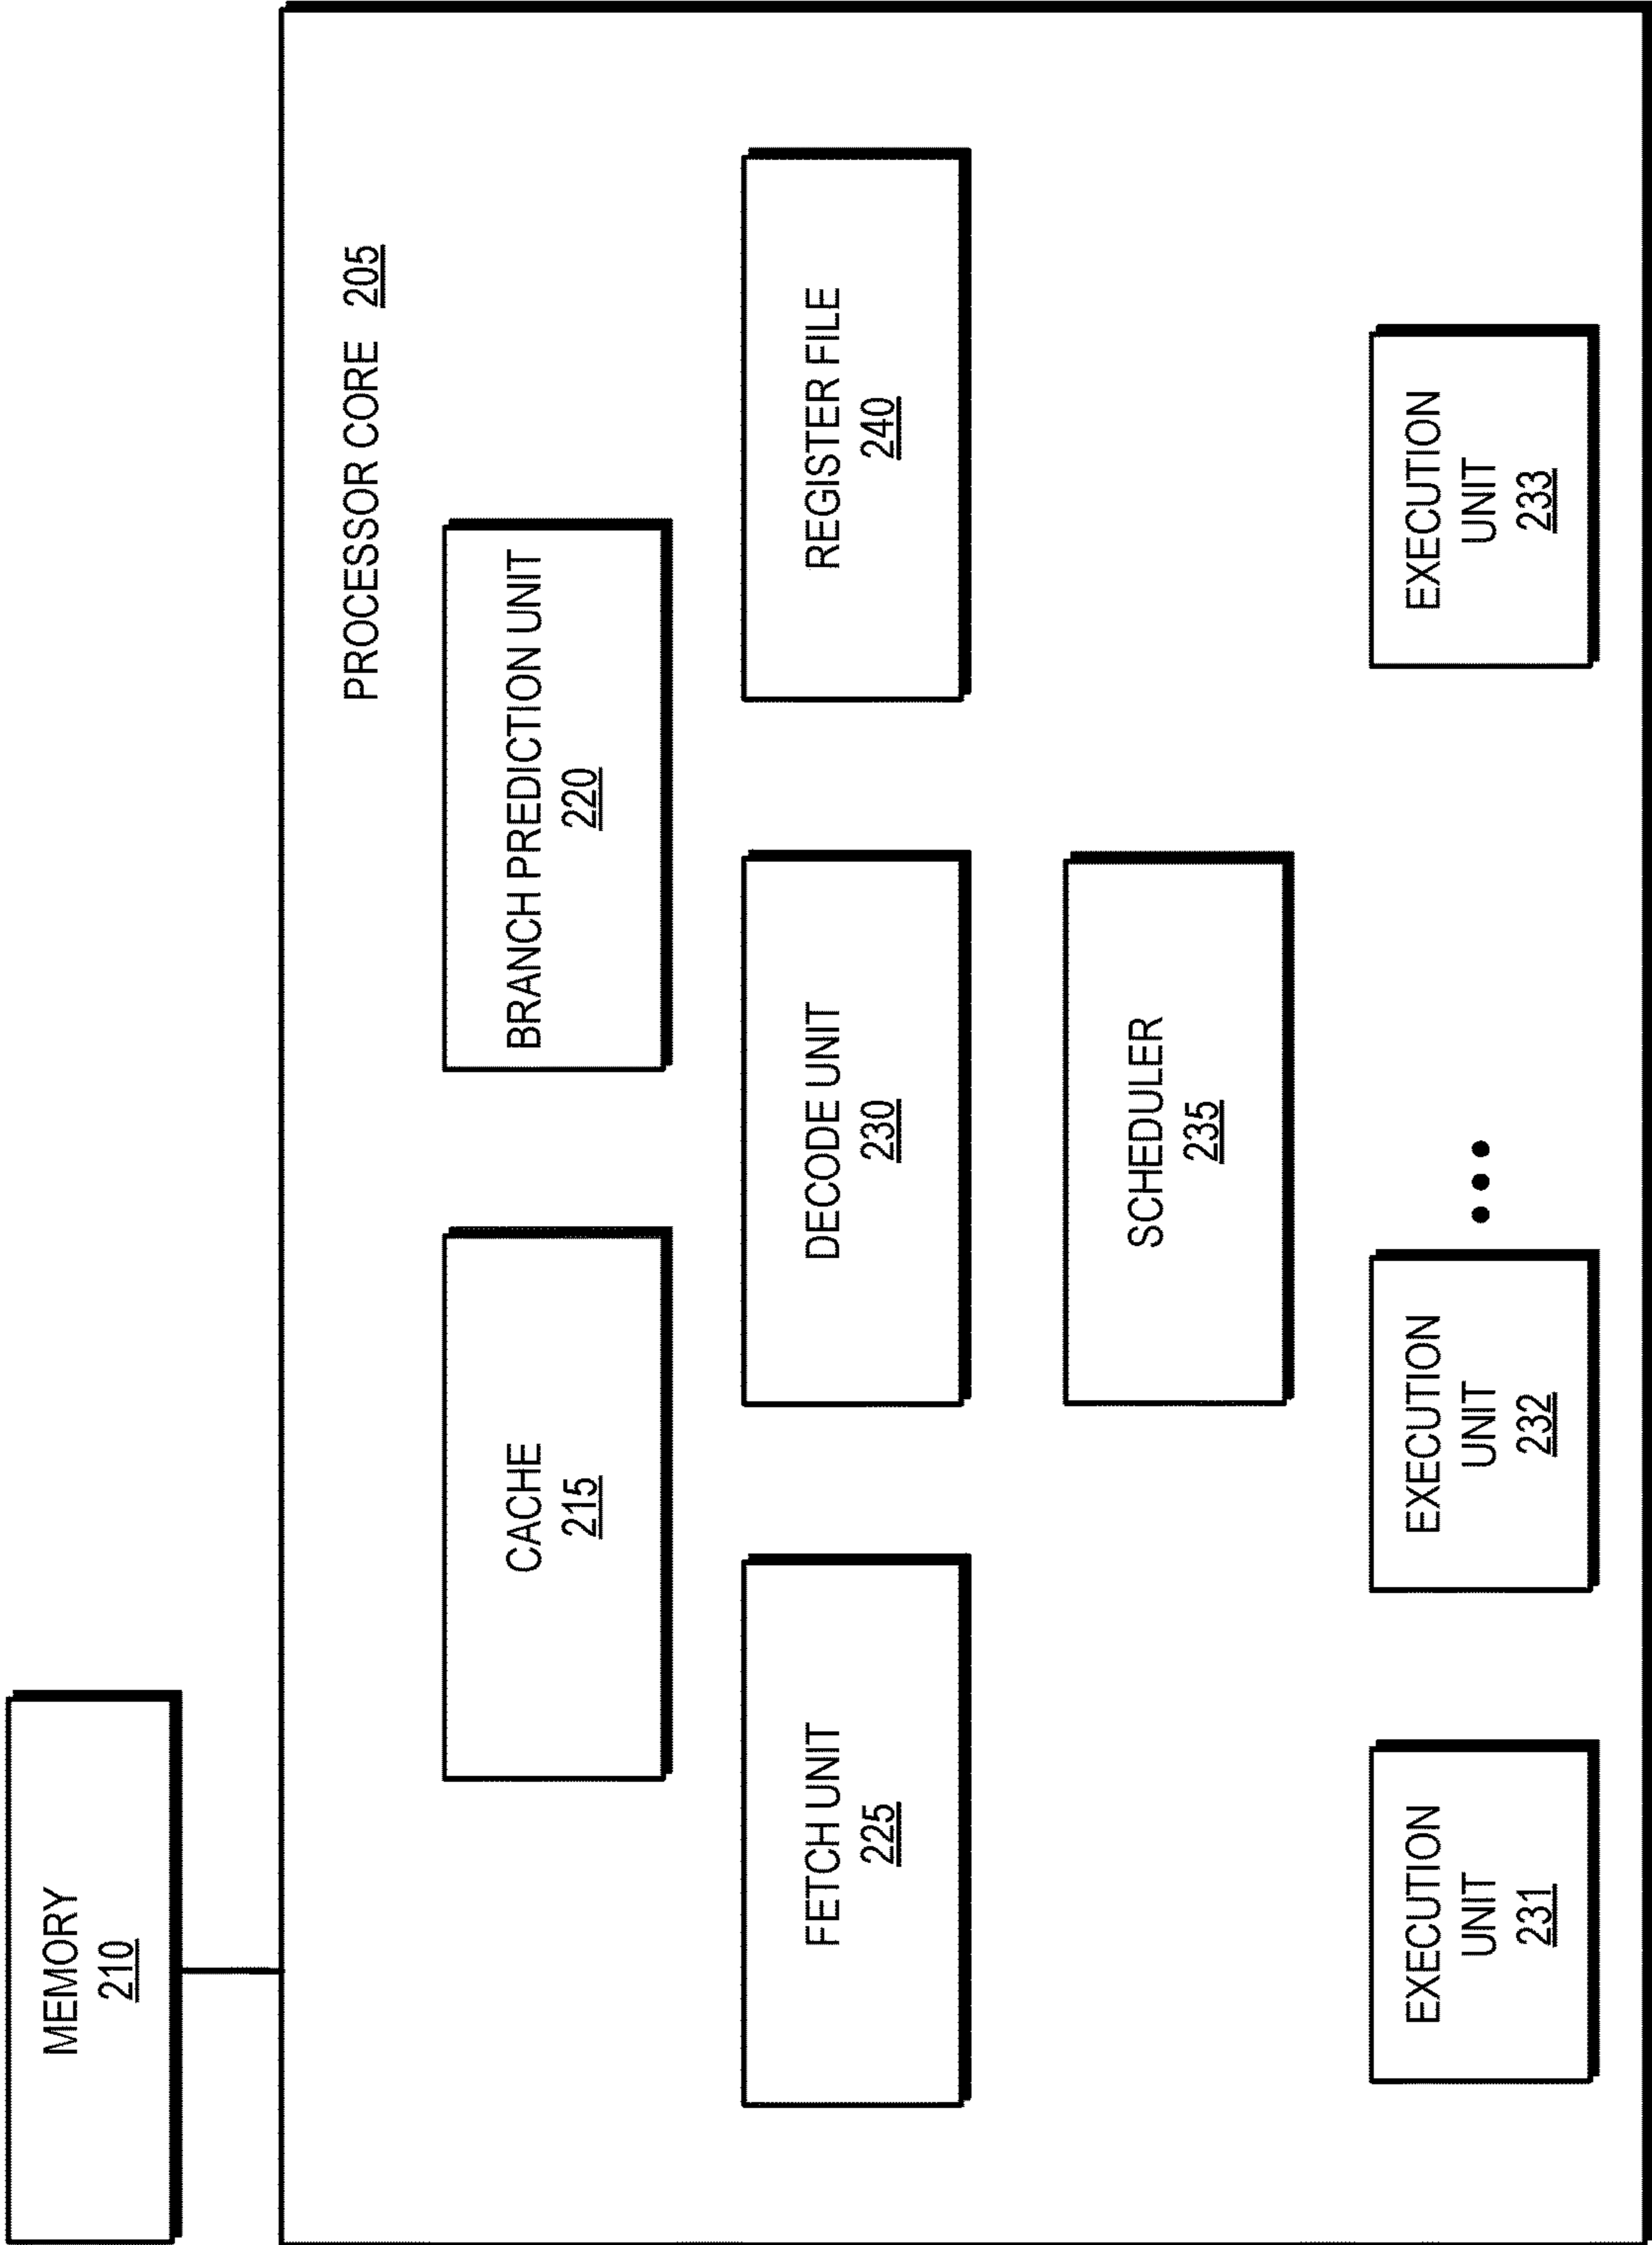 MEMORY
210
PROCESSOR CORE 205
CACHE
215
BRANCH PREDICTION UNIT
220
FETCH UNIT
225
DECODE UNIT
230
REGISTER FILE
240
SCHEDULER
235
EXECUTION
UNIT
231
EXECUTION
UNIT
232
EXECUTION
UNIT
233